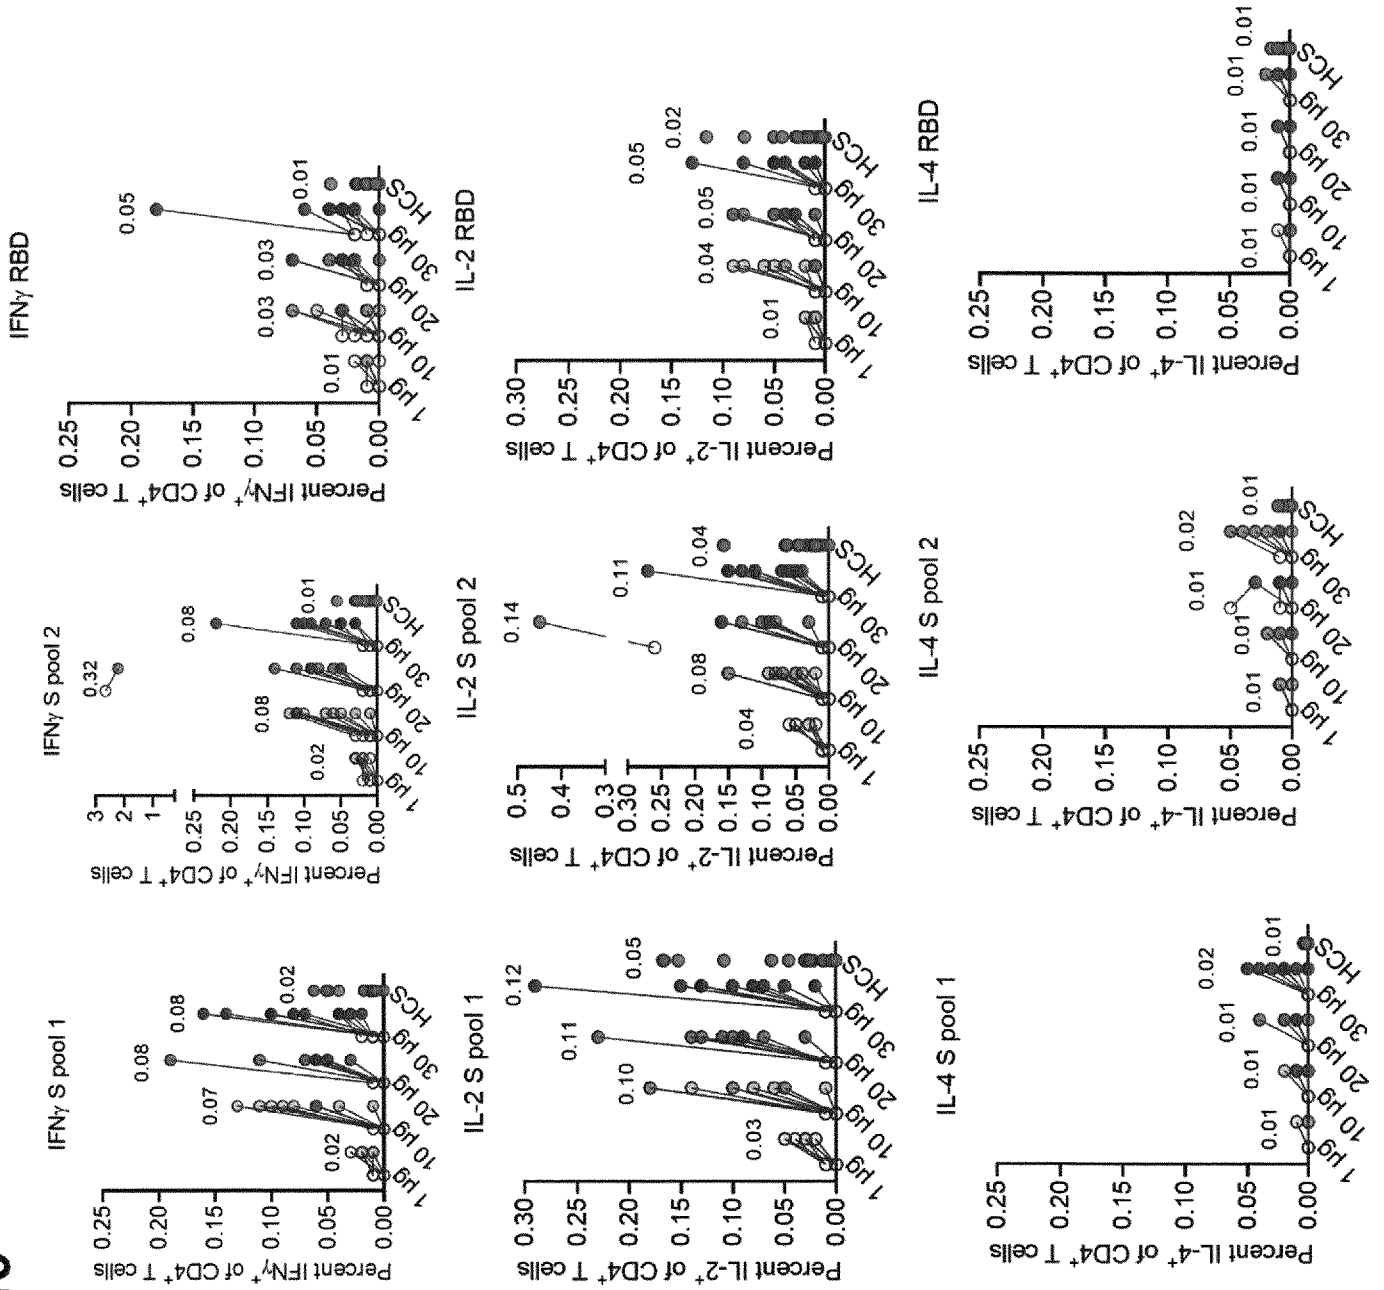 IFNγ S pool 1
Percent IFNγ⁺ of CD4⁺ T cells
0.25
0.20
0.15
0.10
0.05
0.00
0.02
0.07
0.08
0.08
0.02
1 µg
10 µg
20 µg
30 µg
HCS
IFNγ S pool 2
Percent IFNγ⁺ of CD4⁺ T cells
3
2
1
0.25
0.20
0.15
0.10
0.05
0.00
0.02
0.08
0.32
0.08
0.01
1 µg
10 µg
20 µg
30 µg
HCS
IFNγ RBD
Percent IFNγ⁺ of CD4⁺ T cells
0.25
0.20
0.15
0.10
0.05
0.00
0.01
0.03
0.03
0.05
0.01
1 µg
10 µg
20 µg
30 µg
HCS
IL-2 S pool 1
Percent IL-2⁺ of CD4⁺ T cells
0.30
0.25
0.20
0.15
0.10
0.05
0.00
0.03
0.10
0.11
0.12
0.05
1 µg
10 µg
20 µg
30 µg
HCS
IL-2 S pool 2
Percent IL-2⁺ of CD4⁺ T cells
0.5
0.4
0.3
0.30
0.25
0.20
0.15
0.10
0.05
0.00
0.04
0.08
0.14
0.11
0.04
1 µg
10 µg
20 µg
30 µg
HCS
IL-2 RBD
Percent IL-2⁺ of CD4⁺ T cells
0.30
0.25
0.20
0.15
0.10
0.05
0.00
0.01
0.04
0.05
0.05
0.02
1 µg
10 µg
20 µg
30 µg
HCS
IL-4 S pool 1
Percent IL-4⁺ of CD4⁺ T cells
0.25
0.20
0.15
0.10
0.05
0.00
0.01
0.01
0.01
0.02
0.01
1 µg
10 µg
20 µg
30 µg
HCS
IL-4 S pool 2
Percent IL-4⁺ of CD4⁺ T cells
0.25
0.20
0.15
0.10
0.05
0.00
0.01
0.01
0.01
0.02
0.01
1 µg
10 µg
20 µg
30 µg
HCS
IL-4 RBD
Percent IL-4⁺ of CD4⁺ T cells
0.25
0.20
0.15
0.10
0.05
0.00
0.01
0.01
0.01
0.01
0.01
1 µg
10 µg
20 µg
30 µg
HCS